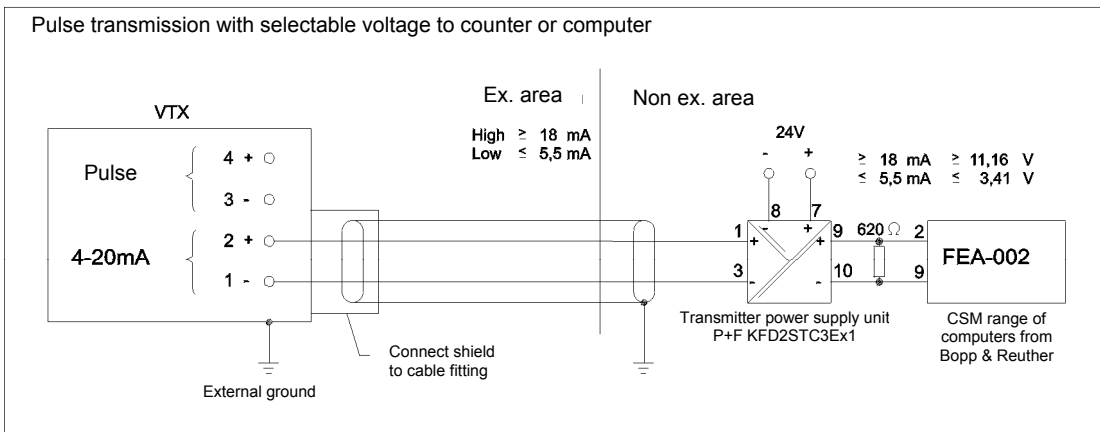 Pulse transmission with selectable voltage to counter or computer
Ex. area
Non ex. area
VTX
High ≥ 18 mA
Low ≤ 5,5 mA
24V
- +
≥ 18 mA ≥ 11,16 V
≤ 5,5 mA ≤ 3,41 V
Pulse
4 +
3 -
4-20mA
2 +
1 -
8 7
- +
1 +
3 -
+ 9
- 10
620 Ω
2
9
FEA-002
Transmitter power supply unit
P+F KFD2STC3Ex1
CSM range of
computers from
Bopp & Reuther
Connect shield
to cable fitting
External ground